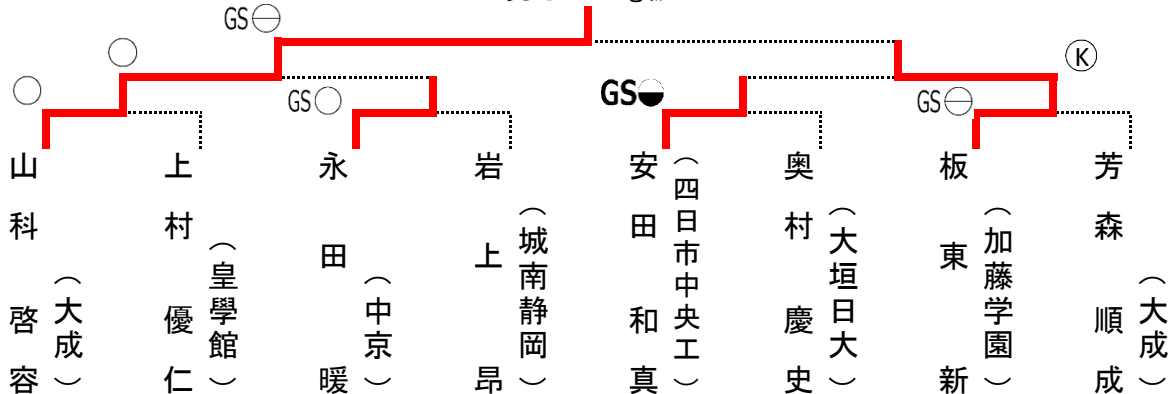 GS
GS
GS
GS
K
山科啓容
（大成）
上村優仁
（皇學館）
永田暖
（中京）
岩上昂
（城南静岡）
安田和真
（四日市中央工）
奥村慶史
（大垣日大）
板東新
（加藤学園）
芳森順成
（大成）